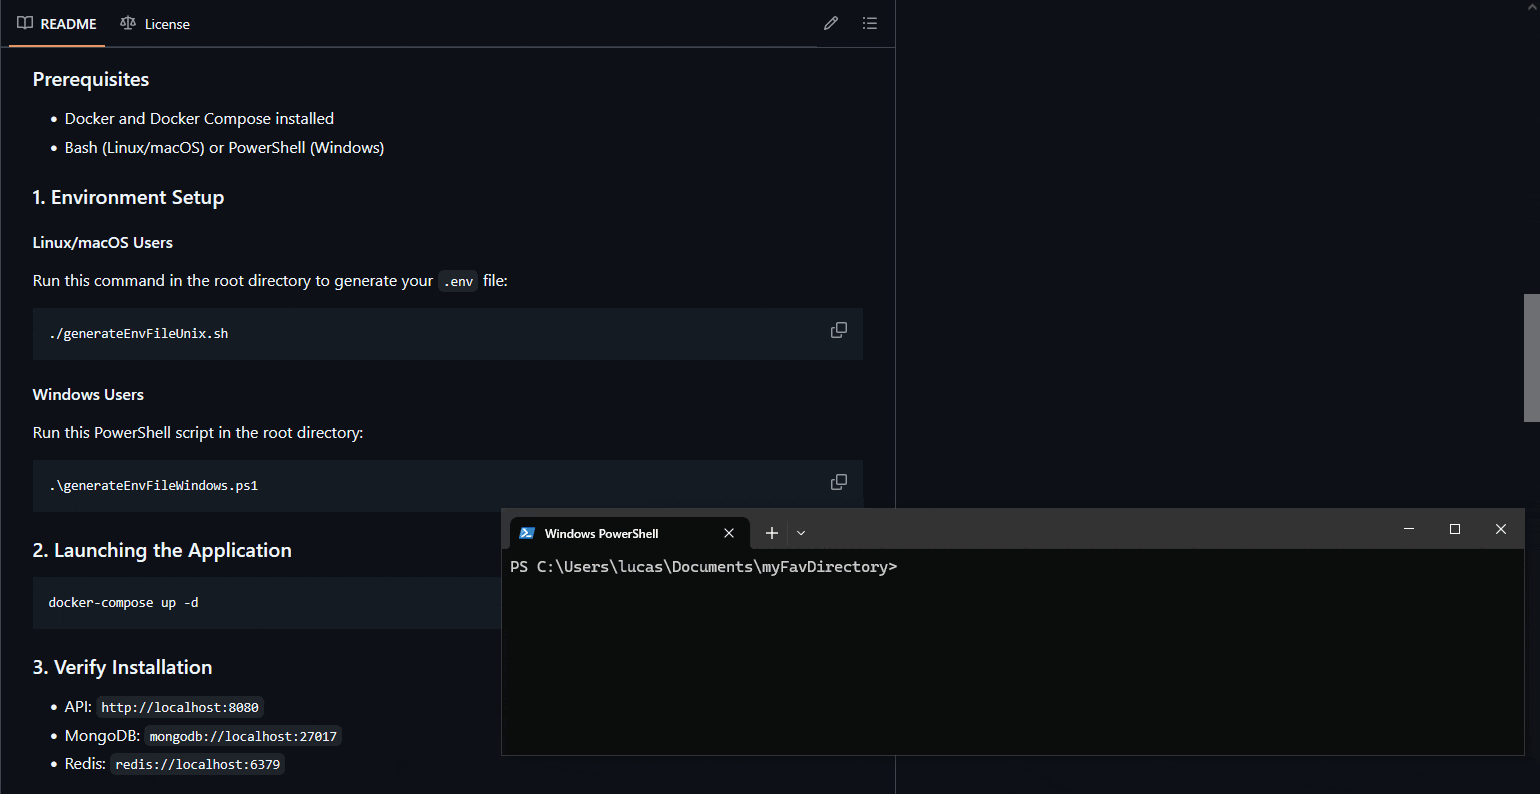 README License
Prerequisites
Docker and Docker Compose installed
Bash (Linux/macOS) or PowerShell (Windows)
1. Environment Setup
Linux/macOS Users
Run this command in the root directory to generate your .env file:
./generateEnvFileUnix.sh
Windows Users
Run this PowerShell script in the root directory:
.\generateEnvFileWindows.ps1
2. Launching the Application
docker-compose up -d
3. Verify Installation
API: http://localhost:8080
MongoDB: mongodb://localhost:27017
Redis: redis://localhost:6379
Windows PowerShell
PS C:\Users\lucas\Documents\myFavDirectory>